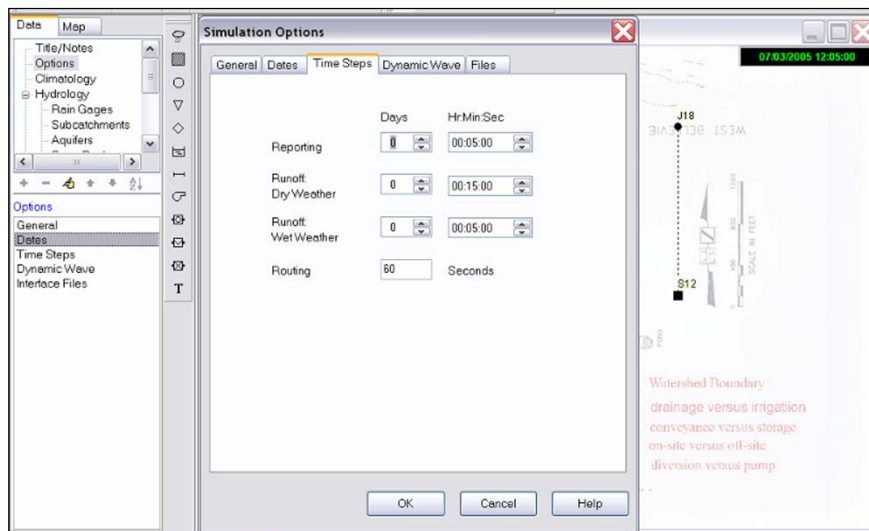 Data Map
Title/Notes
Options
Climatology
Hydrology
Rain Gages
Subcatchments
Aquifers
Options
General
Dates
Time Steps
Dynamic Wave
Interface Files
T
Simulation Options
General Dates Time Steps Dynamic Wave Files
Days Hr:Min:Sec
Reporting 0 00:05:00
Runoff:
Dry Weather 0 00:15:00
Runoff:
Wet Weather 0 00:05:00
Routing 60 Seconds
OK Cancel Help
07/03/2005 12:05:00
J18
S12
SCALE IN FEET
400
800
1200
POND
Watershed Boundary
drainage versus irrigation
conveyance versus storage
on-site versus off-site
diversion versus pump